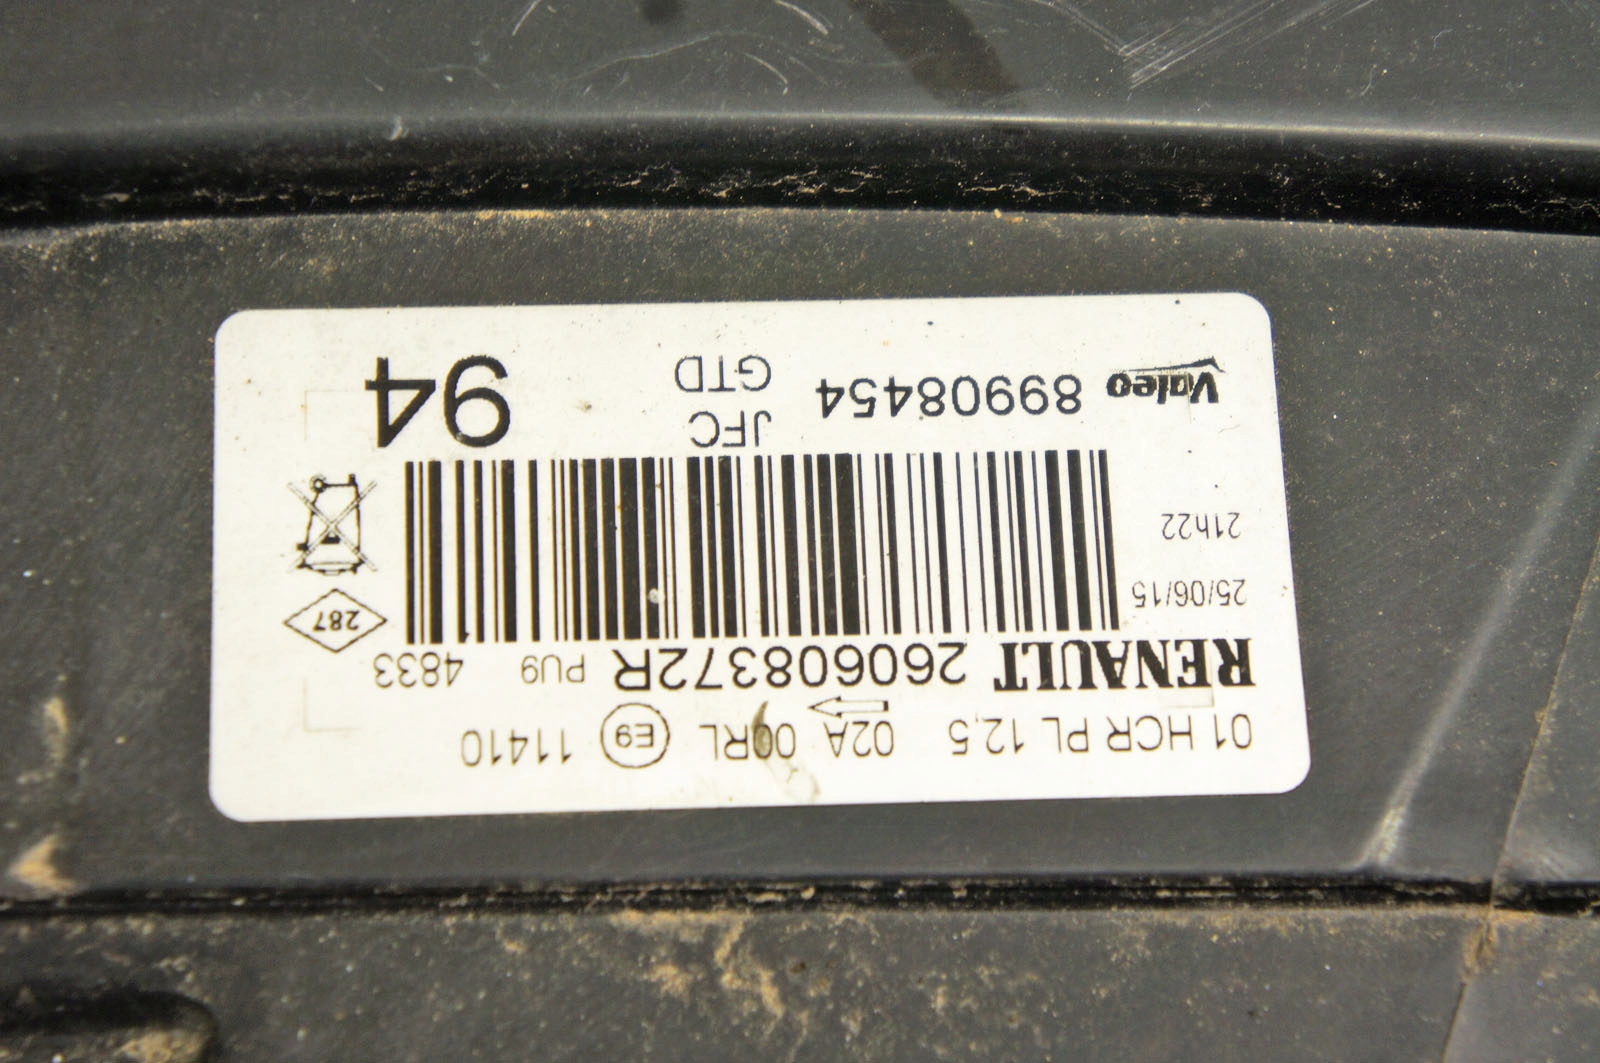 01 HCR PL 12,5 02A 00RL E9 11410
RENAULT 260608372R PU9 4833
25/06/15
287
21h22
JFC
Valeo 89908454 GTD 94